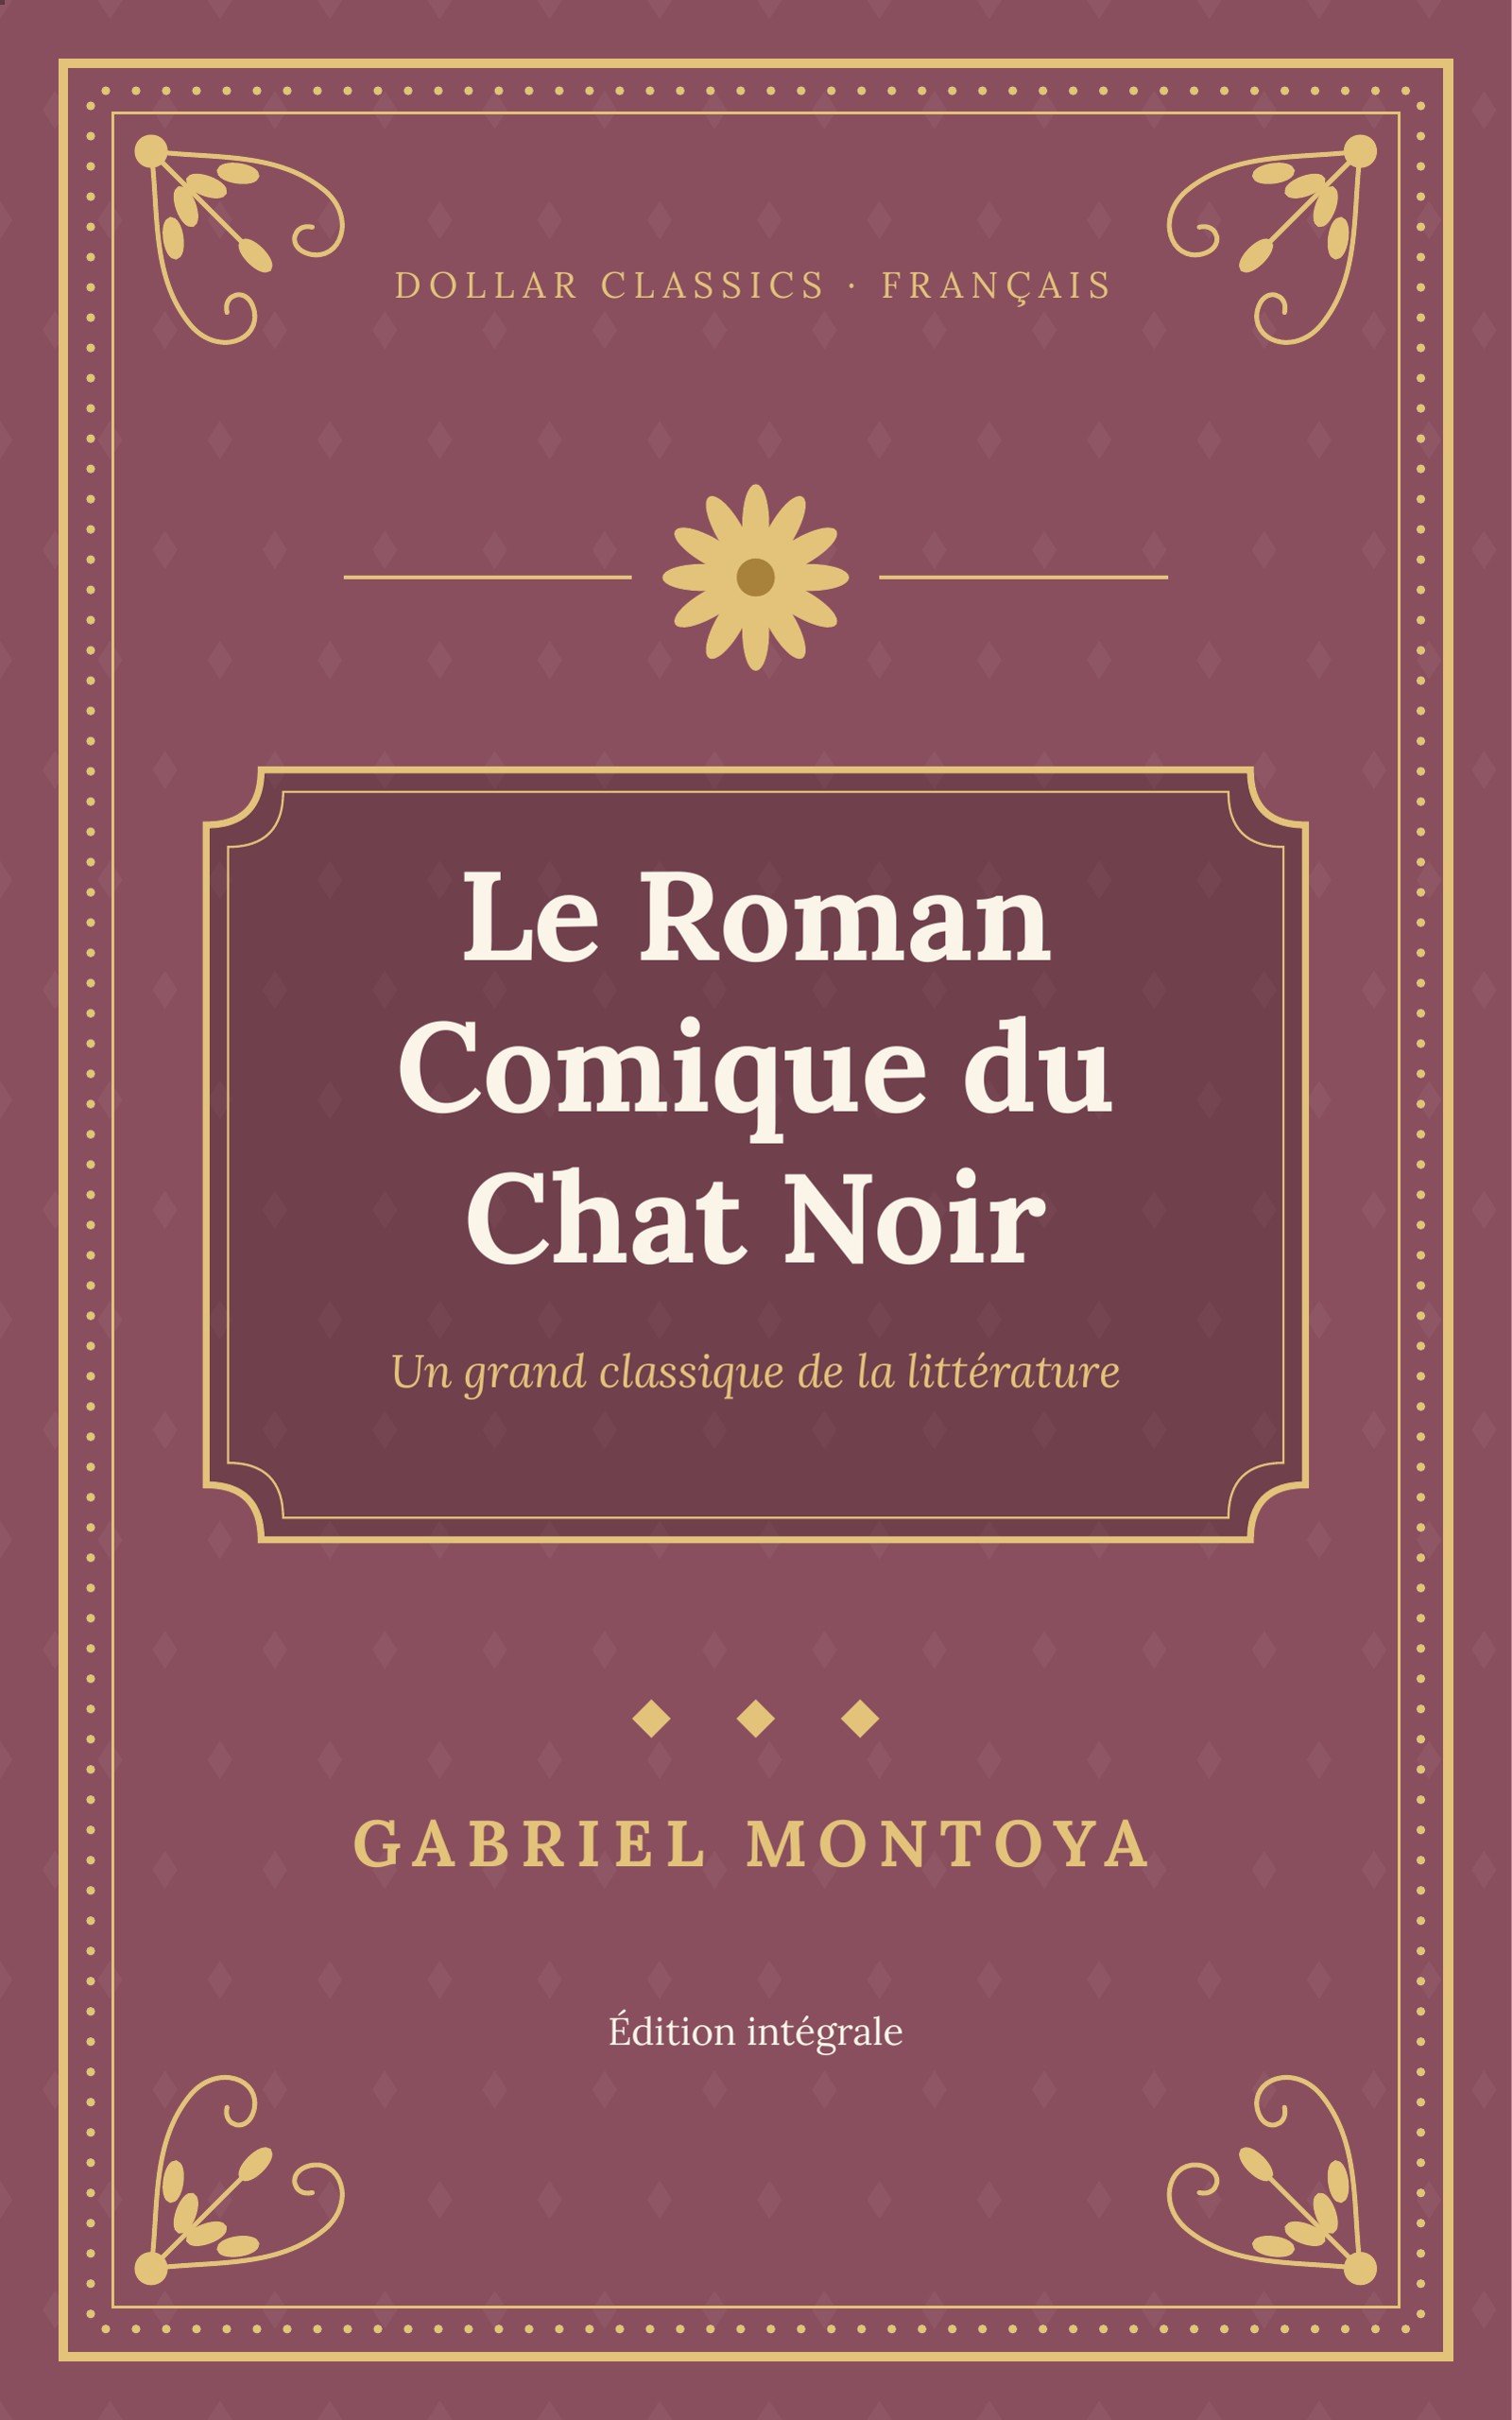 DOLLAR CLASSICS · FRANÇAIS
Le Roman
Comique du
Chat Noir
Un grand classique de la littérature
GABRIEL MONTOYA
Édition intégrale